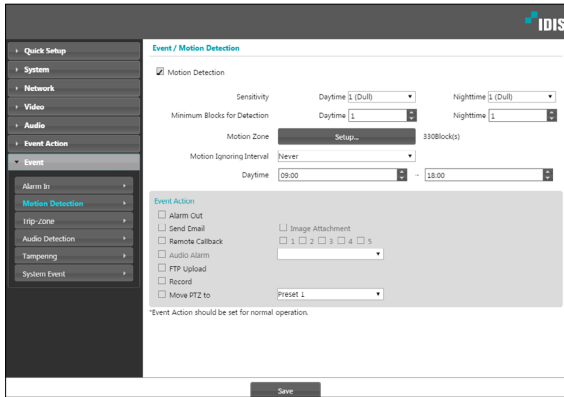 IDIS
Quick Setup
System
Network
Video
Audio
Event Action
Event
Alarm In
Motion Detection
Trip-Zone
Audio Detection
Tampering
System Event
Event / Motion Detection
Motion Detection
Sensitivity Daytime 1 (Dull) Nighttime 1 (Dull)
Minimum Blocks for Detection Daytime 1 Nighttime 1
Motion Zone Setup... 330Block(s)
Motion Ignoring Interval Never
Daytime 09:00 ~ 18:00
Event Action
Alarm Out
Send Email Image Attachment
Remote Callback 1 2 3 4 5
Audio Alarm
FTP Upload
Record
Move PTZ to Preset 1
*Event Action should be set for normal operation.
Save